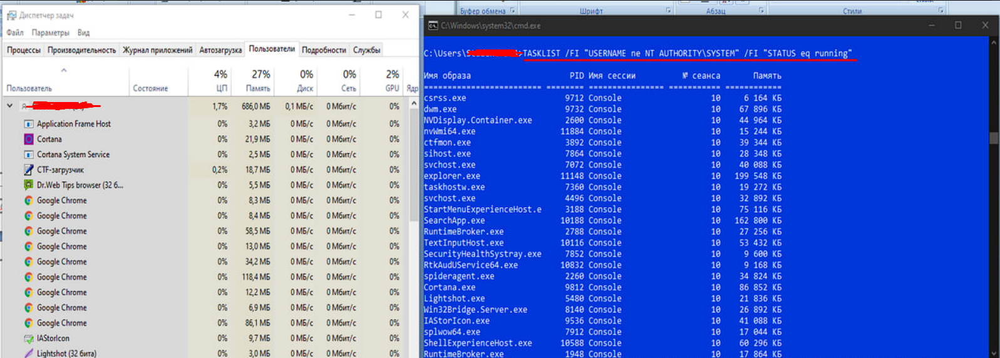 Буфер обмена Шрифт Абзац Стили
Диспетчер задач
Файл Параметры Вид
Процессы Производительность Журнал приложений Автозагрузка Пользователи Подробности Службы
4% 27% 0% 0% 2%
Пользователь Состояние ЦП Память Диск Сеть GPU Ядр
1,7% 686,0 МБ 0,1 МБ/с 0 Мбит/с 0%
Application Frame Host 0% 3,2 МБ 0 МБ/с 0 Мбит/с 0%
Cortana 0% 21,9 МБ 0 МБ/с 0 Мбит/с 0%
Cortana System Service 0% 2,5 МБ 0 МБ/с 0 Мбит/с 0%
CTF-загрузчик 0,2% 18,7 МБ 0 МБ/с 0 Мбит/с 0%
Dr.Web Tips browser (32 б... 0% 5,5 МБ 0 МБ/с 0 Мбит/с 0%
Google Chrome 0% 8,3 МБ 0 МБ/с 0 Мбит/с 0%
Google Chrome 0% 8,4 МБ 0 МБ/с 0 Мбит/с 0%
Google Chrome 0% 58,5 МБ 0 МБ/с 0 Мбит/с 0%
Google Chrome 0% 13,0 МБ 0 МБ/с 0 Мбит/с 0%
Google Chrome 0% 34,2 МБ 0 МБ/с 0 Мбит/с 0%
Google Chrome 0% 118,4 МБ 0 МБ/с 0 Мбит/с 0%
Google Chrome 0% 12,2 МБ 0 МБ/с 0 Мбит/с 0%
Google Chrome 0% 6,9 МБ 0 МБ/с 0 Мбит/с 0%
Google Chrome 0% 86,1 МБ 0 МБ/с 0 Мбит/с 0%
IAStorIcon 0% 9,7 МБ 0 МБ/с 0 Мбит/с 0%
Lightshot (32 бита) 0% 3,0 МБ 0 МБ/с 0 Мбит/с 0%
C:\Windows\system32\cmd.exe
C:\Users\ >TASKLIST /FI "USERNAME ne NT AUTHORITY\SYSTEM" /FI "STATUS eq running"
Имя образа PID Имя сессии № сеанса Память
========================= ======== ================ =========== ============
csrss.exe 9712 Console 10 6 164 КБ
dwm.exe 9732 Console 10 67 896 КБ
NVDisplay.Container.exe 2600 Console 10 44 964 КБ
nvWmi64.exe 11884 Console 10 15 244 КБ
ctfmon.exe 3892 Console 10 39 344 КБ
sihost.exe 7864 Console 10 28 348 КБ
svchost.exe 7072 Console 10 40 088 КБ
explorer.exe 11148 Console 10 199 548 КБ
taskhostw.exe 7360 Console 10 19 272 КБ
svchost.exe 4496 Console 10 32 892 КБ
StartMenuExperienceHost.e 3188 Console 10 75 116 КБ
SearchApp.exe 10188 Console 10 162 800 КБ
RuntimeBroker.exe 2788 Console 10 27 256 КБ
TextInputHost.exe 10116 Console 10 53 432 КБ
SecurityHealthSystray.exe 7852 Console 10 9 600 КБ
RtkAudUService64.exe 10832 Console 10 9 168 КБ
spideragent.exe 2260 Console 10 34 824 КБ
Cortana.exe 9812 Console 10 86 852 КБ
Lightshot.exe 5480 Console 10 21 836 КБ
Win32Bridge.Server.exe 8140 Console 10 26 892 КБ
IAStorIcon.exe 9536 Console 10 41 088 КБ
splwow64.exe 7912 Console 10 17 044 КБ
ShellExperienceHost.exe 10588 Console 10 60 296 КБ
RuntimeBroker.exe 1948 Console 10 17 864 КБ